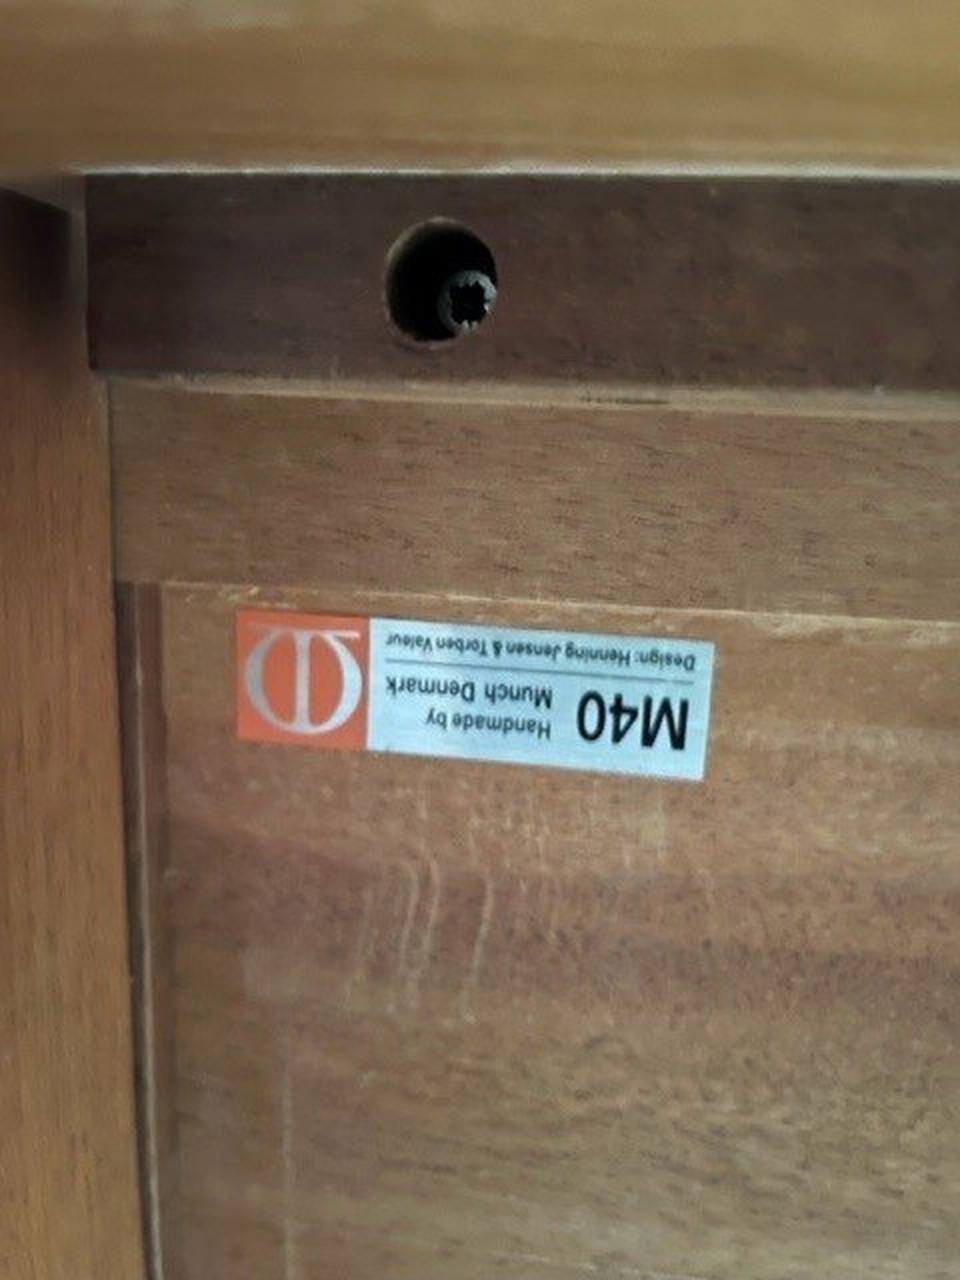 M40
Handmade by
Munch Denmark
Design: Henning Jensen & Torben Valeur